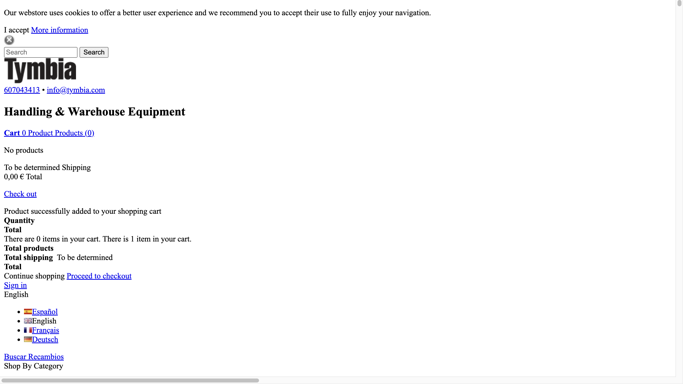 Our webstore uses cookies to offer a better user experience and we recommend you to accept their use to fully enjoy your navigation.
I accept More information
Search Search
Tymbia
607043413 • info@tymbia.com
Handling & Warehouse Equipment
Cart 0 Product Products (0)
No products
To be determined Shipping
0,00 € Total
Check out
Product successfully added to your shopping cart
Quantity
Total
There are 0 items in your cart. There is 1 item in your cart.
Total products
Total shipping To be determined
Total
Continue shopping Proceed to checkout
Sign in
English
Español
English
Français
Deutsch
Buscar Recambios
Shop By Category